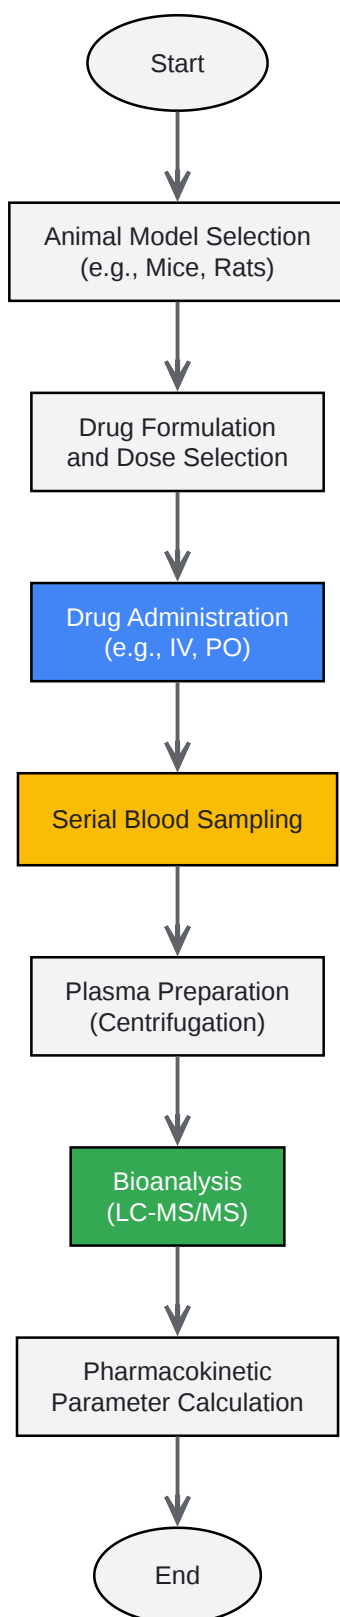 Start
Animal Model Selection
(e.g., Mice, Rats)
Drug Formulation
and Dose Selection
Drug Administration
(e.g., IV, PO)
Serial Blood Sampling
Plasma Preparation
(Centrifugation)
Bioanalysis
(LC-MS/MS)
Pharmacokinetic
Parameter Calculation
End